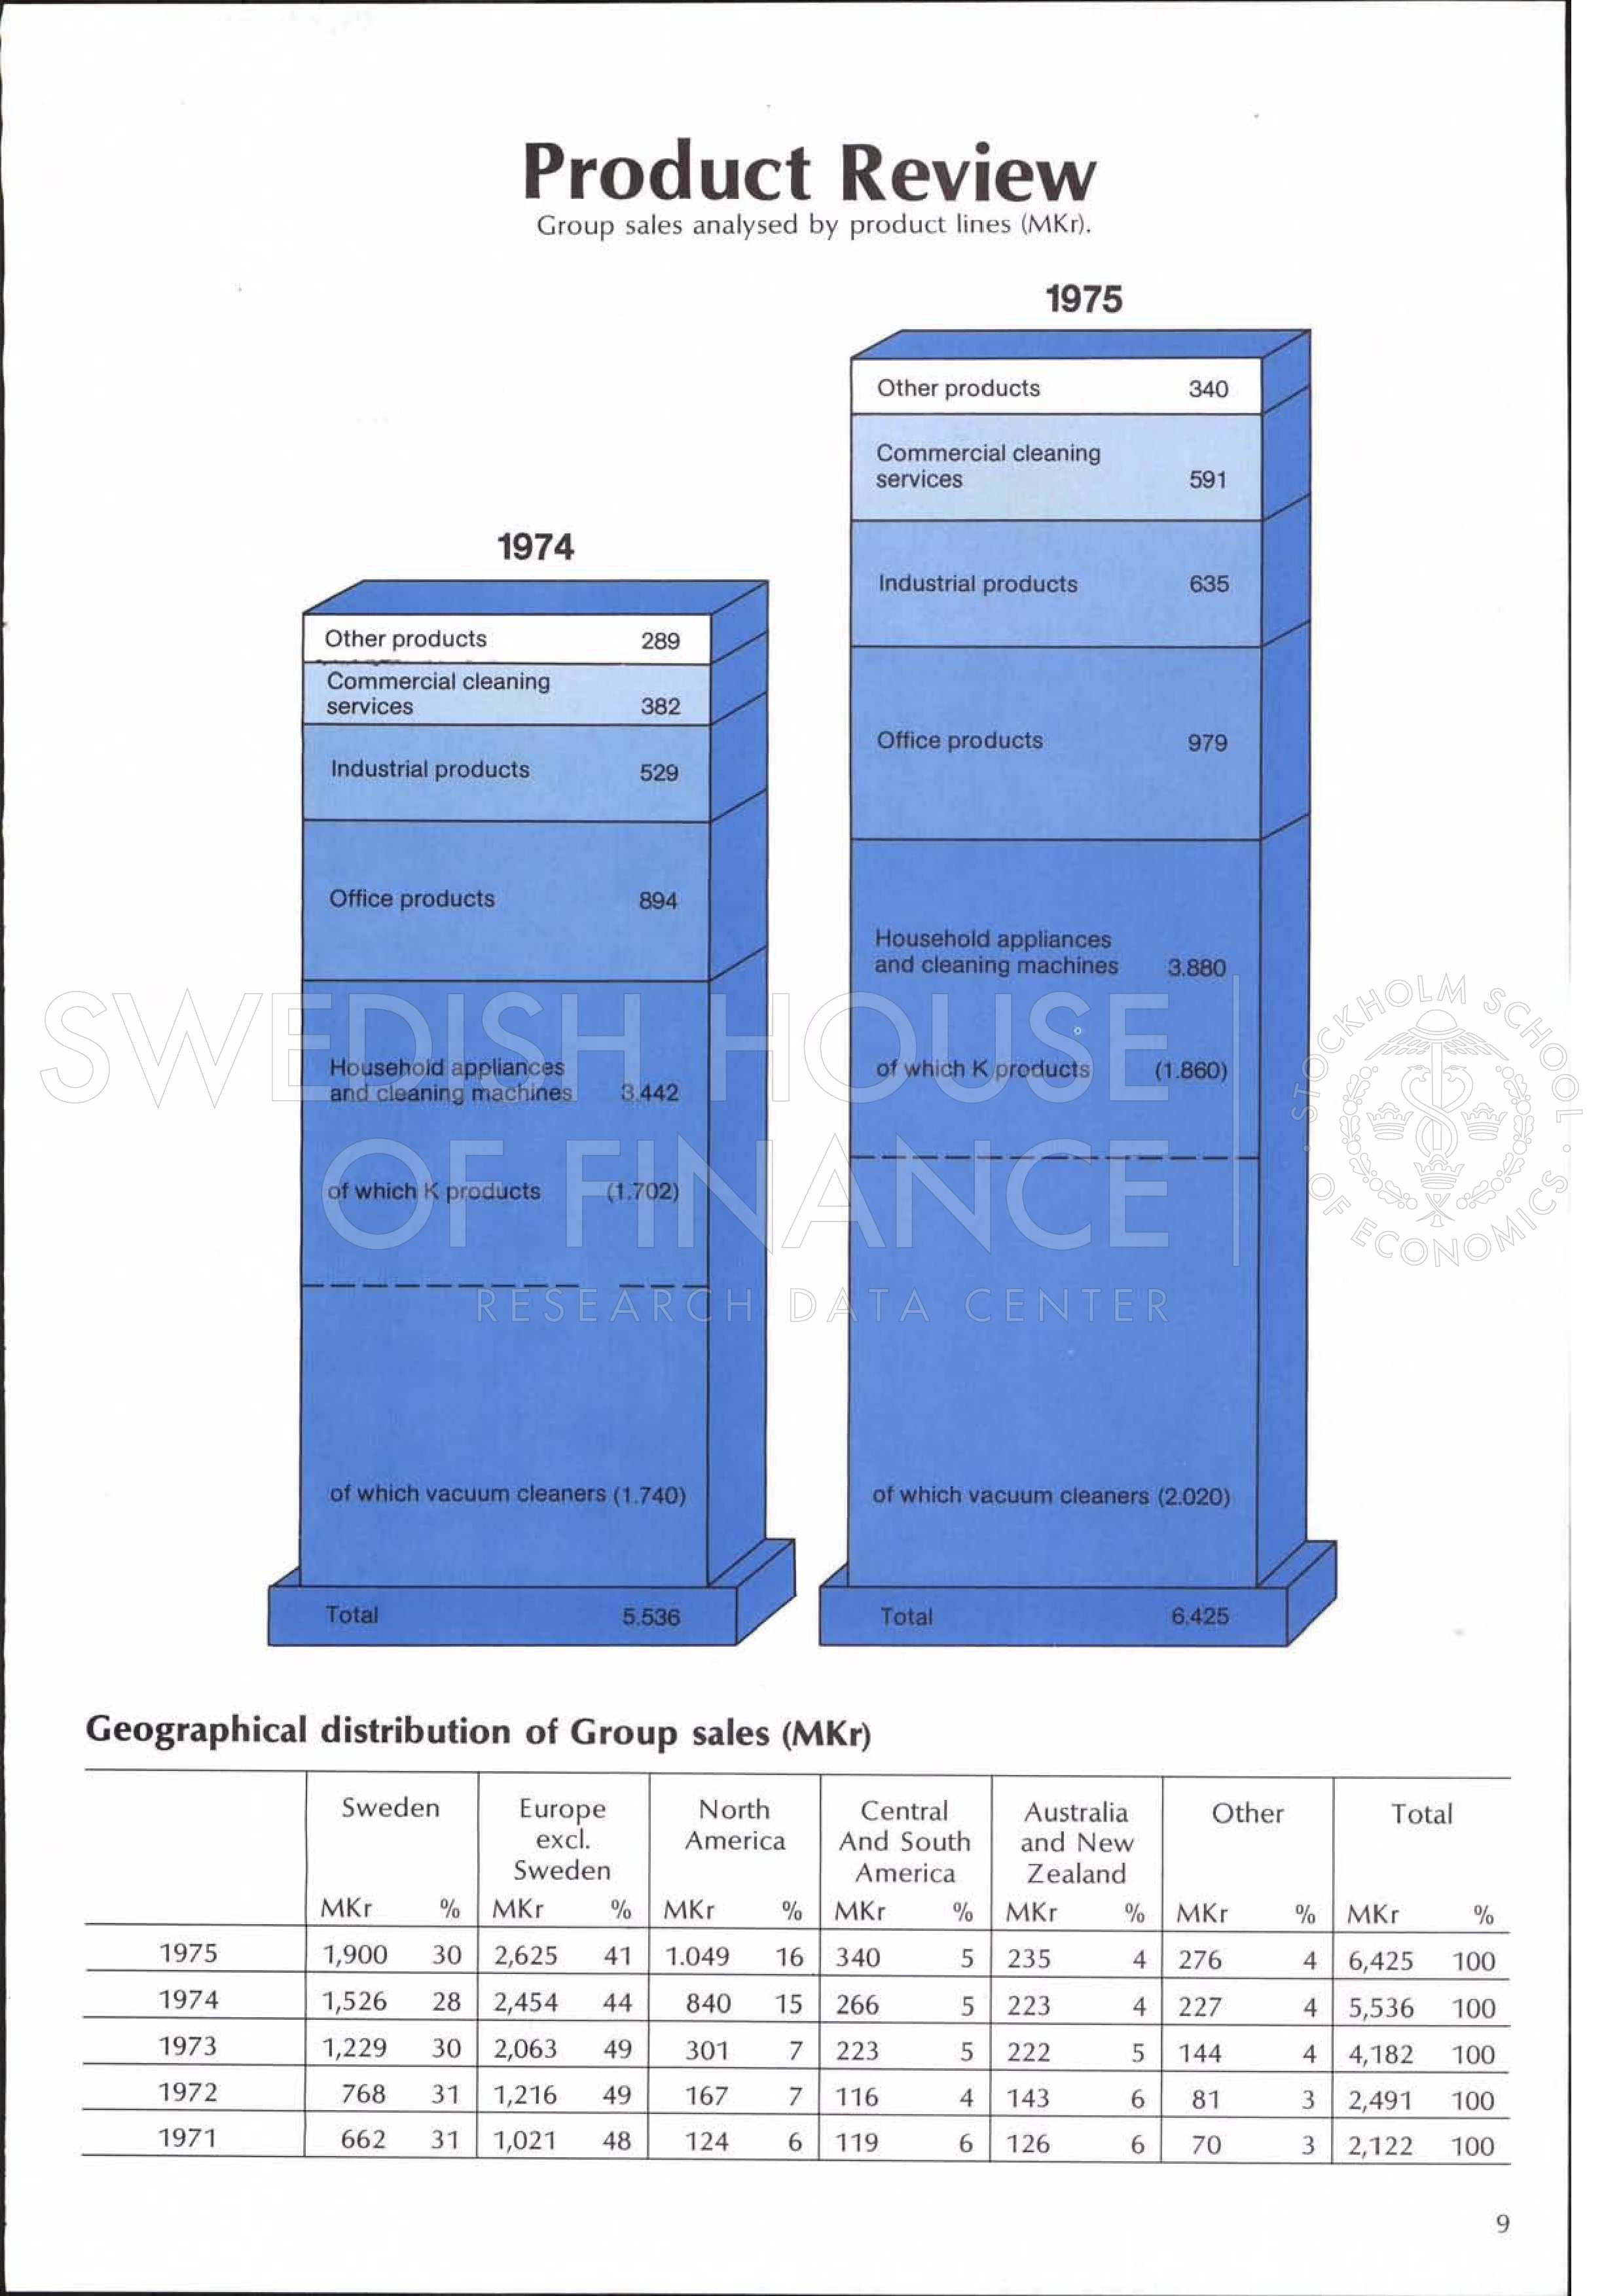 Product Review
Group sales analysed by product lines (MKr).
1974
Other products 289
Commercial cleaning
services 382
Industrial products 529
Office products 894
Household appliances
and cleaning machines 3.442
of which K products (1.702)
of which vacuum cleaners (1.740)
Total 5.536
1975
Other products 340
Commercial cleaning
services 591
Industrial products 635
Office products 979
Household appliances
and cleaning machines 3.880
of which K products (1.860)
of which vacuum cleaners (2.020)
Total 6.425
SWEDISH HOUSE
OF FINANCE
RESEARCH DATA CENTER
STOCKHOLM SCHOOL
OF ECONOMICS
Geographical distribution of Group sales (MKr)
Sweden Europe North Central Australia Other Total
excl. America And South and New
Sweden America Zealand
MKr % MKr % MKr % MKr % MKr % MKr % MKr %
1975 1,900 30 2,625 41 1.049 16 340 5 235 4 276 4 6,425 100
1974 1,526 28 2,454 44 840 15 266 5 223 4 227 4 5,536 100
1973 1,229 30 2,063 49 301 7 223 5 222 5 144 4 4,182 100
1972 768 31 1,216 49 167 7 116 4 143 6 81 3 2,491 100
1971 662 31 1,021 48 124 6 119 6 126 6 70 3 2,122 100
9